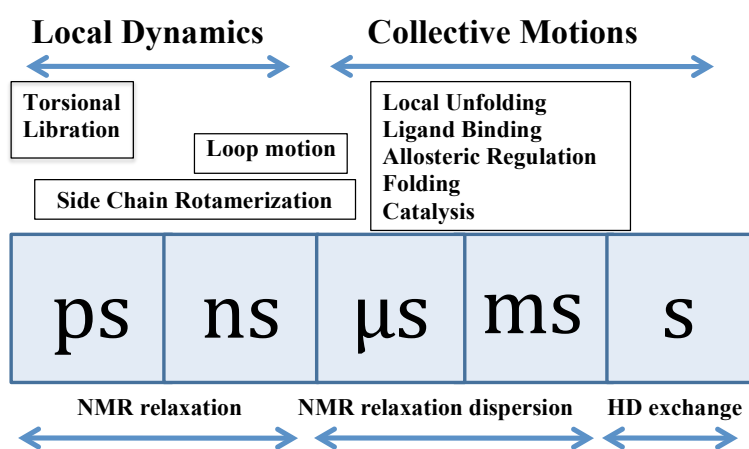 Local Dynamics
Collective Motions
Torsional
Libration
Loop motion
Side Chain Rotamerization
Local Unfolding
Ligand Binding
Allosteric Regulation
Folding
Catalysis
ps
ns
μs
ms
s
NMR relaxation
NMR relaxation dispersion
HD exchange